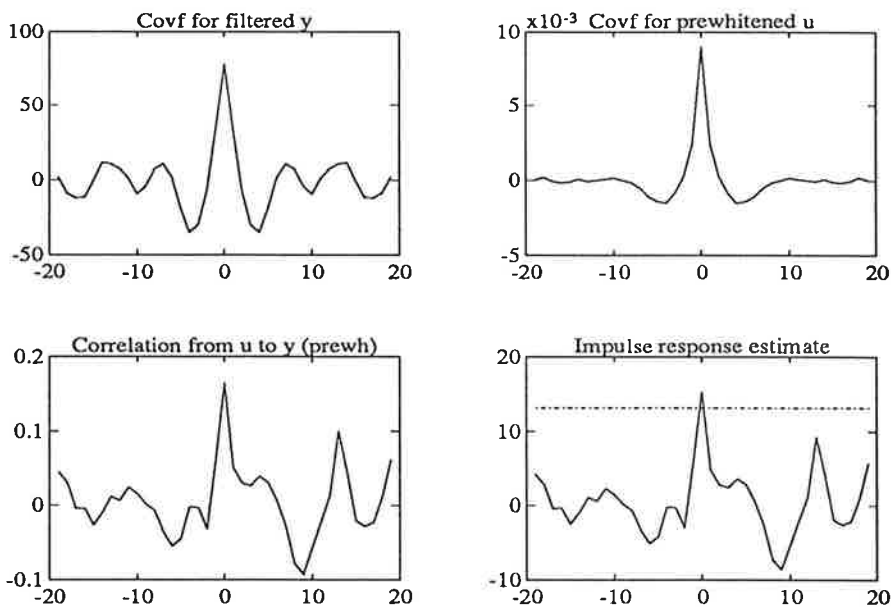 Covf for filtered y
100
50
0
-50
-20 -10 0 10 20
x10-3 Covf for prewhitened u
10
5
0
-5
-20 -10 0 10 20
Correlation from u to y (prewh)
0.2
0.1
0
-0.1
-20 -10 0 10 20
Impulse response estimate
20
10
0
-10
-20 -10 0 10 20